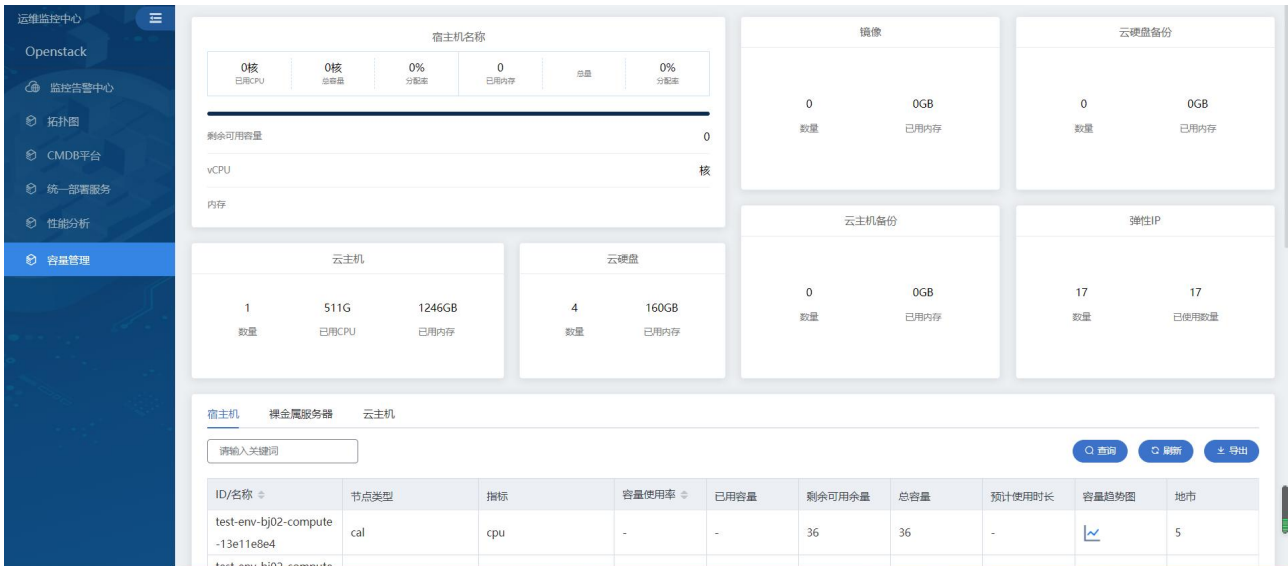 运维监控中心
Openstack
监控告警中心
拓扑图
CMDB平台
统一部署服务
性能分析
容量管理
宿主机名称
0核 0核 0% 0 0%
已用CPU 总容量 分配率 已用内存 总量 分配率
剩余可用容量 0
vCPU 核
内存
镜像
0 0GB
数量 已用内存
云硬盘备份
0 0GB
数量 已用内存
云主机
1 511G 1246GB
数量 已用CPU 已用内存
云硬盘
4 160GB
数量 已用内存
云主机备份
0 0GB
数量 已用内存
弹性IP
17 17
数量 已使用数量
宿主机 裸金属服务器 云主机
请输入关键词 查询 刷新 导出
ID/名称 节点类型 指标 容量使用率 已用容量 剩余可用余量 总容量 预计使用时长 容量趋势图 地市
test-env-bj02-compute
-13e11e8e4
cal cpu - - 36 36 - 5
test-env-bj02-compute